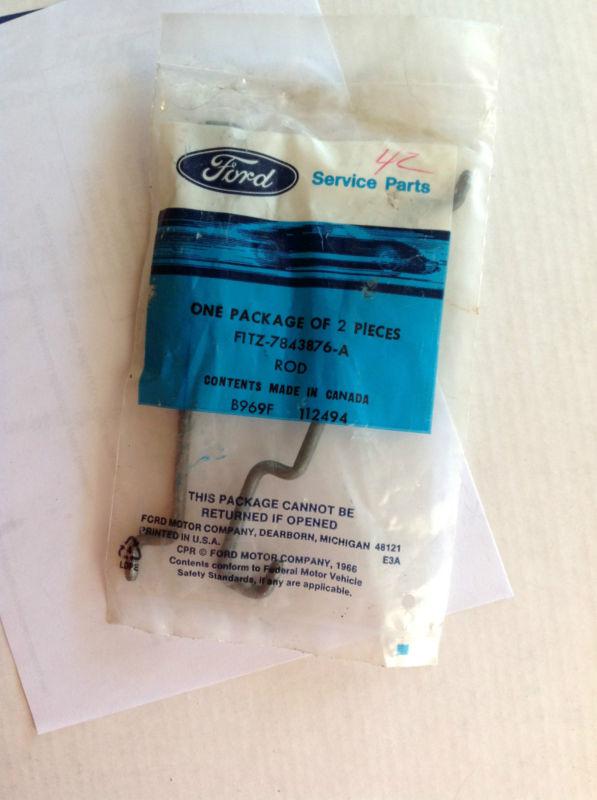 42
Ford Service Parts
ONE PACKAGE OF 2 PIECES
F1TZ-7843876-A
ROD
CONTENTS MADE IN CANADA
B969F 112494
THIS PACKAGE CANNOT BE
RETURNED IF OPENED
FORD MOTOR COMPANY, DEARBORN, MICHIGAN 48121
PRINTED IN U.S.A. E3A
CPR © FORD MOTOR COMPANY, 1966
Contents conform to Federal Motor Vehicle
Safety Standards, if any are applicable.
4
LDPE